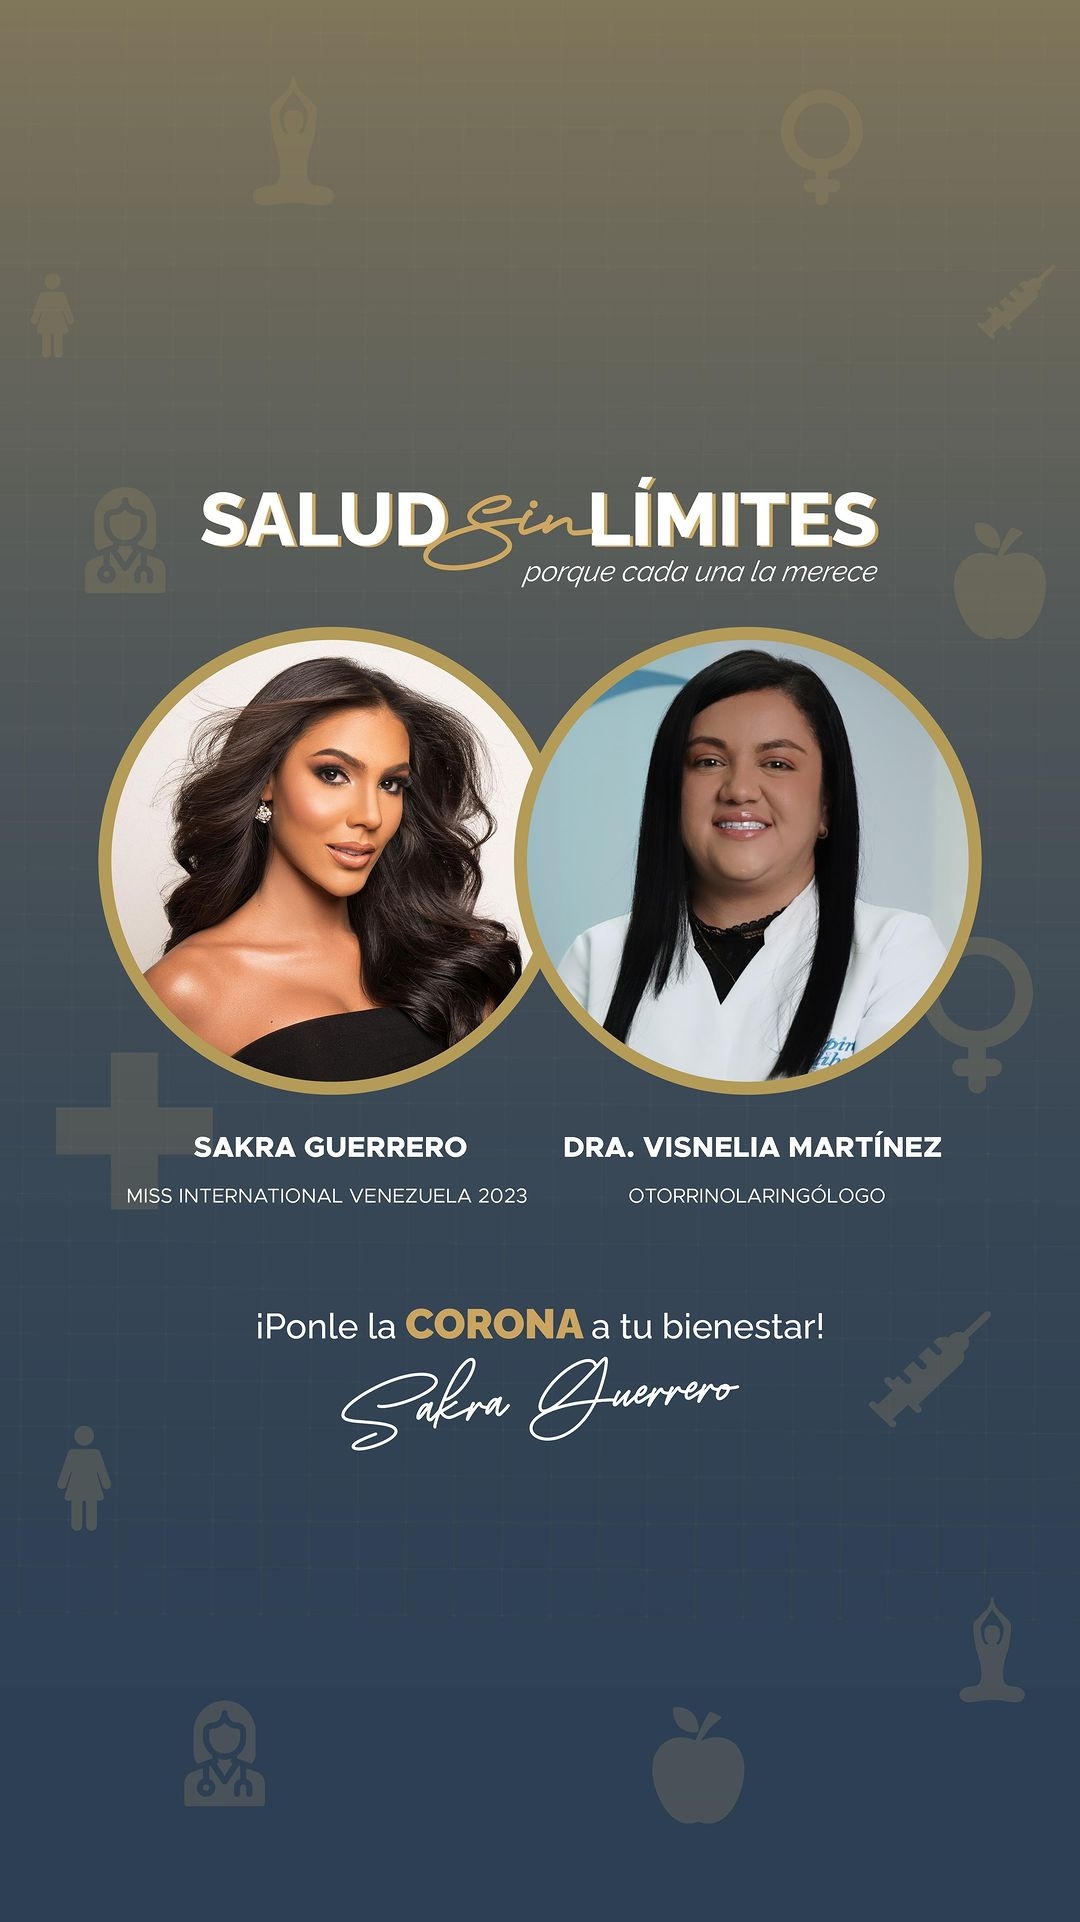 SALUD sin LÍMITES
porque cada una la merece
SAKRA GUERRERO
MISS INTERNATIONAL VENEZUELA 2023
DRA. VISNELIA MARTÍNEZ
OTORRINOLARINGÓLOGO
¡Ponle la CORONA a tu bienestar!
Sakra Guerrero